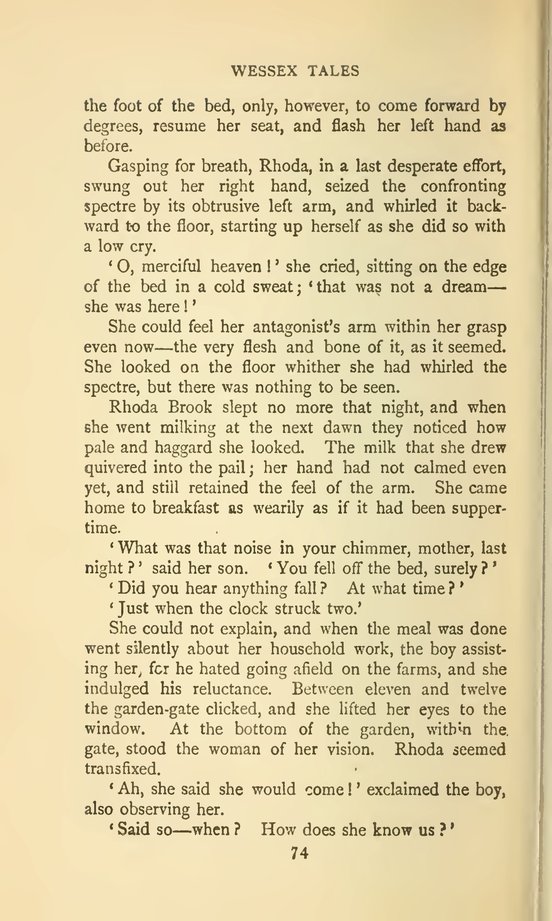 WESSEX TALES
the foot of the bed, only, however, to come forward by
degrees, resume her seat, and flash her left hand as
before.
Gasping for breath, Rhoda, in a last desperate effort,
swung out her right hand, seized the confronting
spectre by its obtrusive left arm, and whirled it back-
ward to the floor, starting up herself as she did so with
a low cry.
‘ O, merciful heaven ! ’ she cried, sitting on the edge
of the bed in a cold sweat; ‘ that was not a dream—
she was here ! ’
She could feel her antagonist’s arm within her grasp
even now—the very flesh and bone of it, as it seemed.
She looked on the floor whither she had whirled the
spectre, but there was nothing to be seen.
Rhoda Brook slept no more that night, and when
she went milking at the next dawn they noticed how
pale and haggard she looked. The milk that she drew
quivered into the pail; her hand had not calmed even
yet, and still retained the feel of the arm. She came
home to breakfast as wearily as if it had been supper-
time.
‘ What was that noise in your chimmer, mother, last
night ? ’ said her son. ‘ You fell off the bed, surely ? ’
‘ Did you hear anything fall ? At what time ? ’
‘ Just when the clock struck two.’
She could not explain, and when the meal was done
went silently about her household work, the boy assist-
ing her, for he hated going afield on the farms, and she
indulged his reluctance. Between eleven and twelve
the garden-gate clicked, and she lifted her eyes to the
window. At the bottom of the garden, within the
gate, stood the woman of her vision. Rhoda seemed
transfixed.
‘ Ah, she said she would come ! ’ exclaimed the boy,
also observing her.
‘ Said so—when ? How does she know us ? ’
74